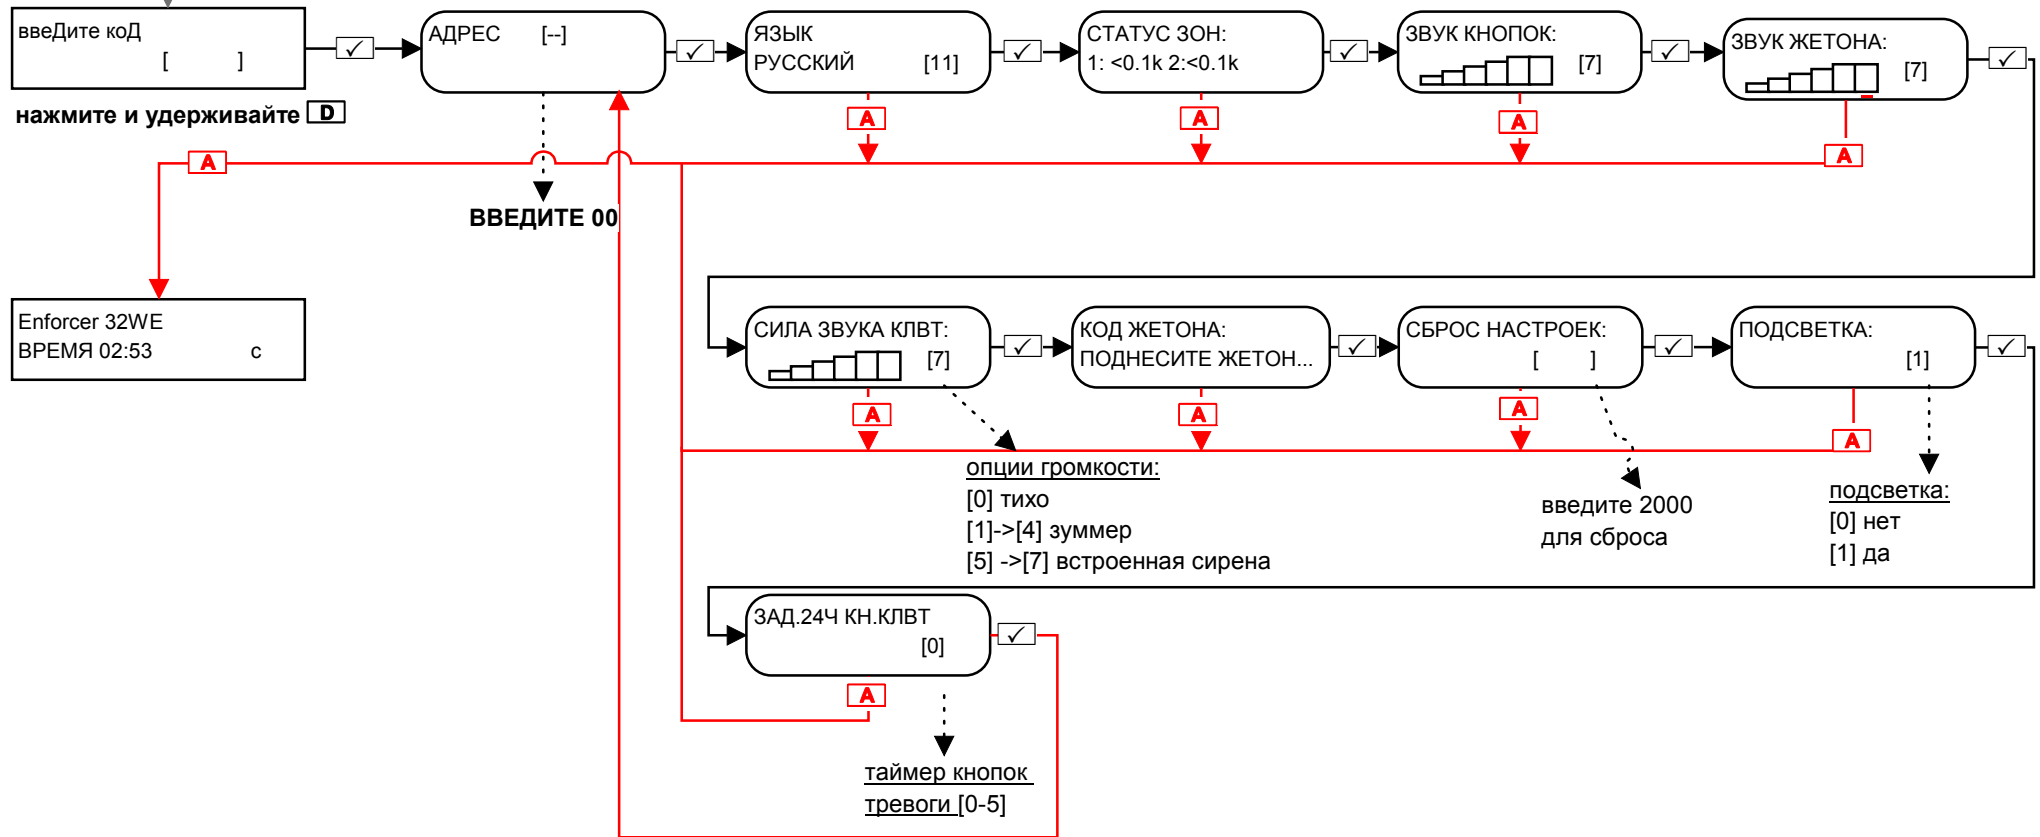 ввеДите коД
[ ]
✓
нажмите и удерживайте D
АДРЕС [--]
ВВЕДИТЕ 00
✓
ЯЗЫК
РУССКИЙ [11]
A
✓
СТАТУС ЗОН:
1: <0.1k 2:<0.1k
A
✓
ЗВУК КНОПОК:
[7]
A
✓
ЗВУК ЖЕТОНА:
[7]
A
✓
A
Enforcer 32WE
ВРЕМЯ 02:53 с
СИЛА ЗВУКА КЛВТ:
[7]
A
опции громкости:
[0] тихо
[1]->[4] зуммер
[5] ->[7] встроенная сирена
✓
КОД ЖЕТОНА:
ПОДНЕСИТЕ ЖЕТОН...
A
✓
СБРОС НАСТРОЕК:
[ ]
A
введите 2000
для сброса
✓
ПОДСВЕТКА:
[1]
A
подсветка:
[0] нет
[1] да
✓
ЗАД.24Ч КН.КЛВТ
[0]
A
✓
таймер кнопок
тревоги [0-5]